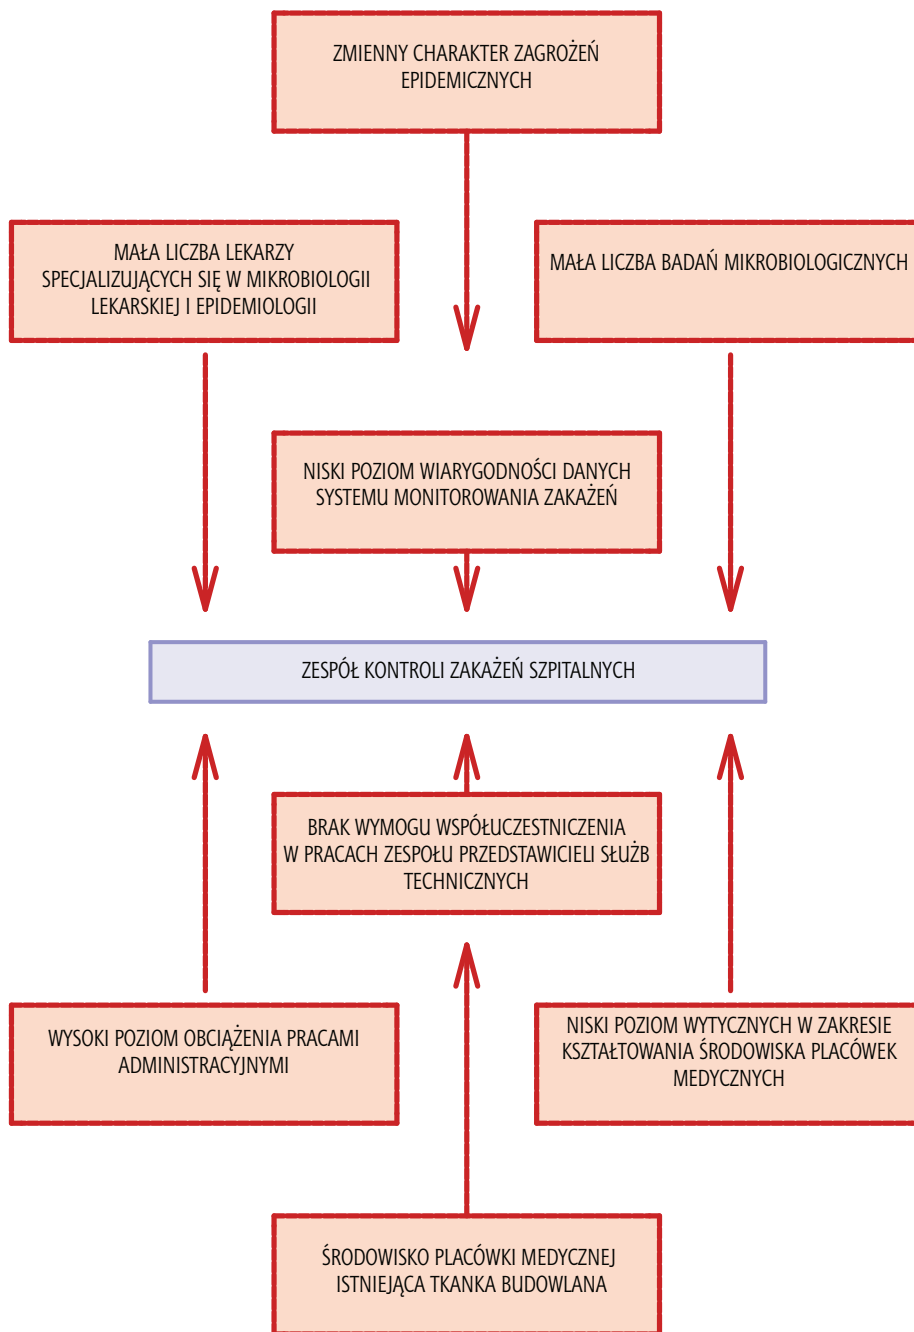 ZMIENNY CHARAKTER ZAGROŻEŃ
EPIDEMICZNYCH
MAŁA LICZBA LEKARZY
SPECJALIZUJĄCYCH SIĘ W MIKROBIOLOGII
LEKARSKIEJ I EPIDEMIOLOGII
MAŁA LICZBA BADAŃ MIKROBIOLOGICZNYCH
NISKI POZIOM WIARYGODNOŚCI DANYCH
SYSTEMU MONITOROWANIA ZAKAŻEŃ
ZESPÓŁ KONTROLI ZAKAŻEŃ SZPITALNYCH
BRAK WYMOGU WSPÓŁUCZESTNICZENIA
W PRACACH ZESPOŁU PRZEDSTAWICIELI SŁUŻB
TECHNICZNYCH
WYSOKI POZIOM OBCIĄŻENIA PRACAMI
ADMINISTRACYJNYMI
NISKI POZIOM WYTYCZNYCH W ZAKRESIE
KSZTAŁTOWANIA ŚRODOWISKA PLACÓWEK
MEDYCZNYCH
ŚRODOWISKO PLACÓWKI MEDYCZNEJ
ISTNIEJĄCA TKANKA BUDOWLANA